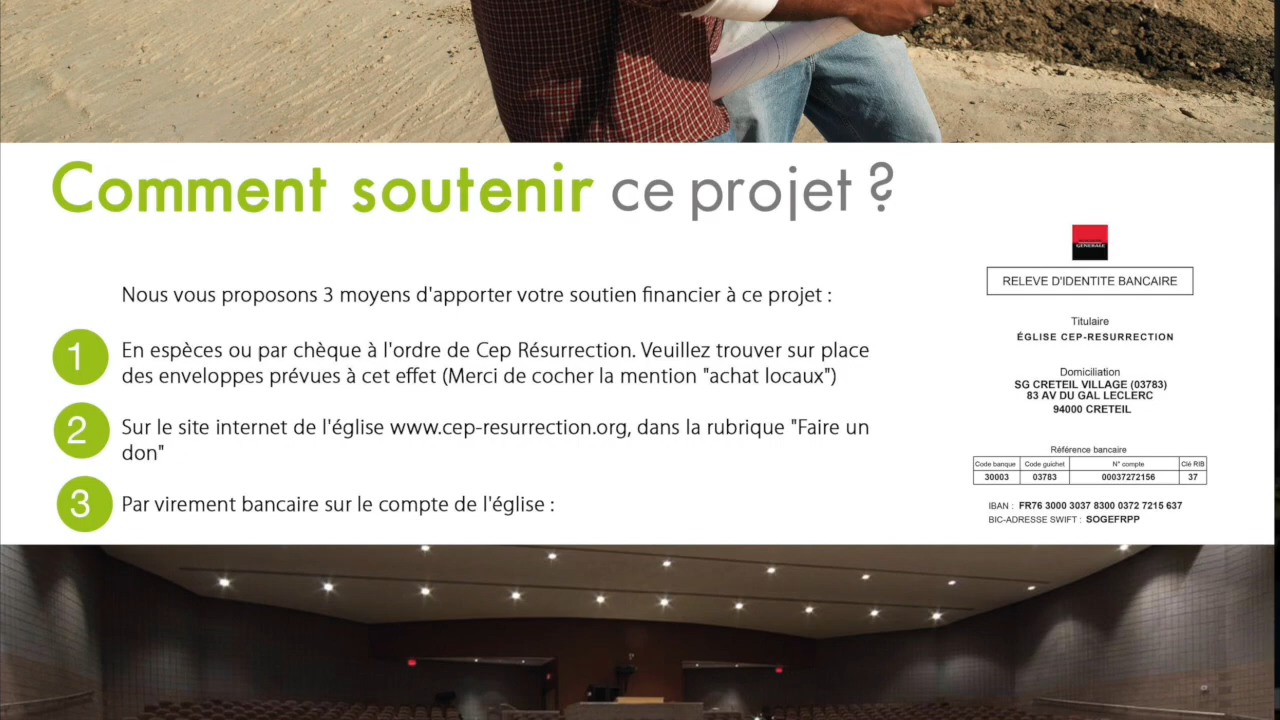 Comment soutenir ce projet ?
Nous vous proposons 3 moyens d'apporter votre soutien financier à ce projet :
1
En espèces ou par chèque à l'ordre de Cep Résurrection. Veuillez trouver sur place
des enveloppes prévues à cet effet (Merci de cocher la mention "achat locaux")
2
Sur le site internet de l'église www.cep-resurrection.org, dans la rubrique "Faire un
don"
3
Par virement bancaire sur le compte de l'église :
GENERALE
RELEVE D'IDENTITE BANCAIRE
Titulaire
ÉGLISE CEP-RESURRECTION
Domiciliation
SG CRETEIL VILLAGE (03783)
83 AV DU GAL LECLERC
94000 CRETEIL
Référence bancaire
Code banque Code guichet N° compte Clé RIB
30003 03783 00037272156 37
IBAN : FR76 3000 3037 8300 0372 7215 637
BIC-ADRESSE SWIFT : SOGEFRPP